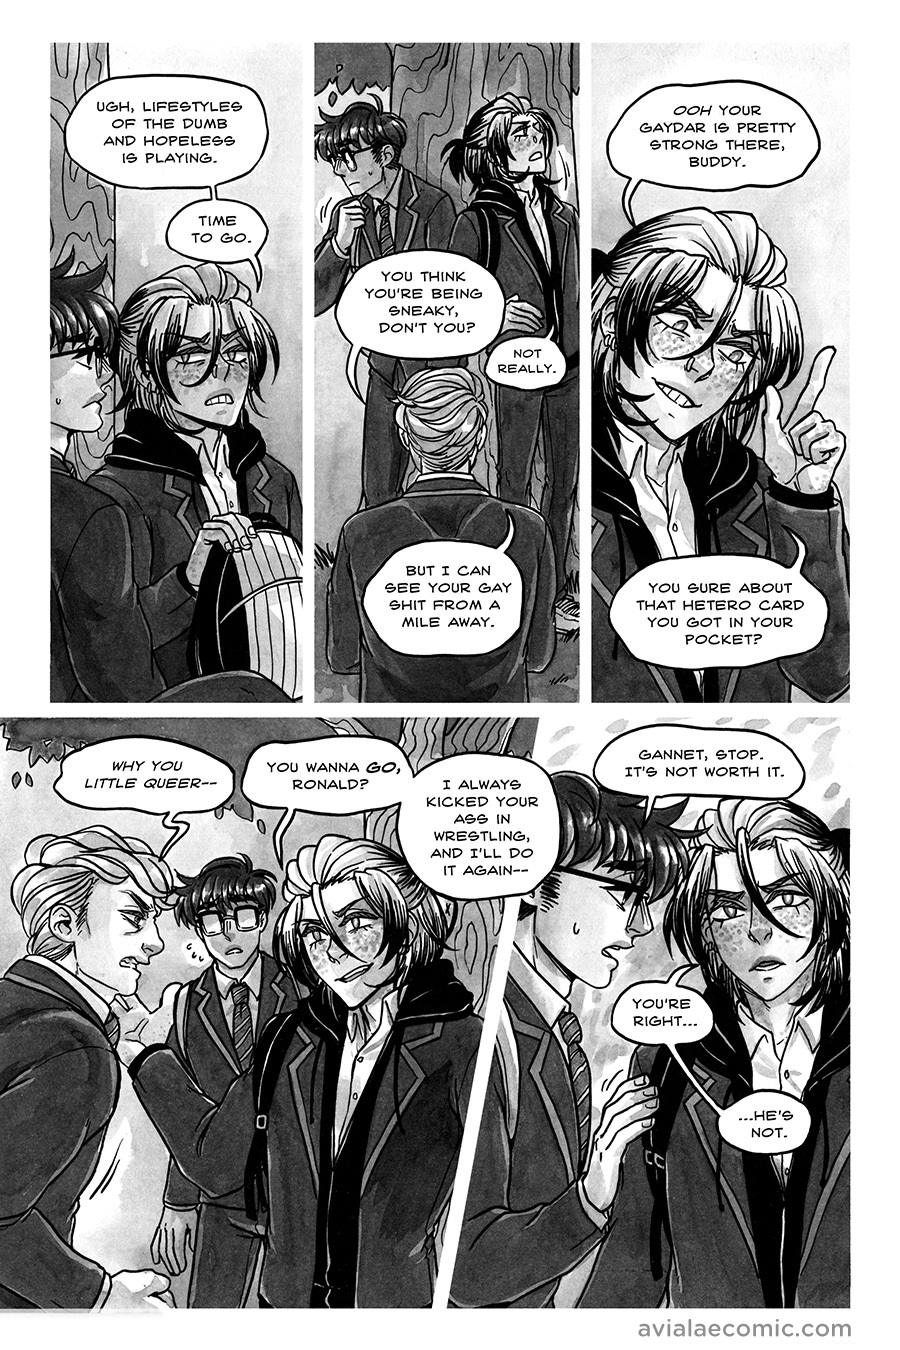 UGH, LIFESTYLES
OF THE DUMB
AND HOPELESS
IS PLAYING.
TIME
TO GO.
YOU THINK
YOU'RE BEING
SNEAKY,
DON'T YOU?
NOT
REALLY.
BUT I CAN
SEE YOUR GAY
SHIT FROM A
MILE AWAY.
OOH YOUR
GAYDAR IS PRETTY
STRONG THERE,
BUDDY.
YOU SURE ABOUT
THAT HETERO CARD
YOU GOT IN YOUR
POCKET?
WHY YOU
LITTLE QUEER--
YOU WANNA GO,
RONALD?
I ALWAYS
KICKED YOUR
ASS IN
WRESTLING,
AND I'LL DO
IT AGAIN--
GANNET, STOP.
IT'S NOT WORTH IT.
YOU'RE
RIGHT...
...HE'S
NOT.
avialaecomic.com